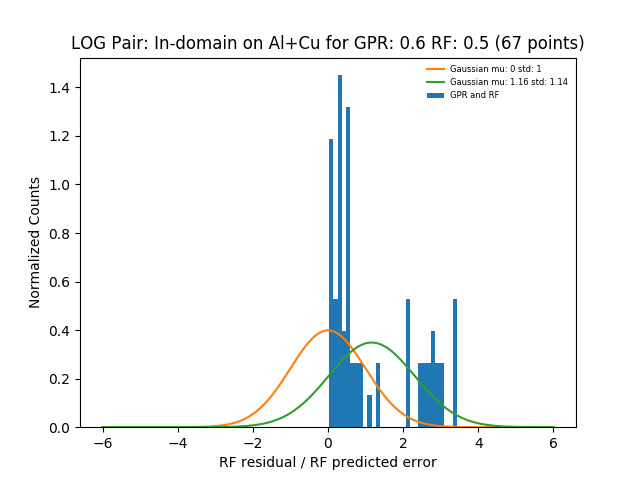 LOG Pair: In-domain on Al+Cu for GPR: 0.6 RF: 0.5 (67 points)
Gaussian mu: 0 std: 1
Gaussian mu: 1.16 std: 1.14
GPR and RF
Normalized Counts
1.4
1.2
1.0
0.8
0.6
0.4
0.2
0.0
−6 −4 −2 0 2 4 6
RF residual / RF predicted error